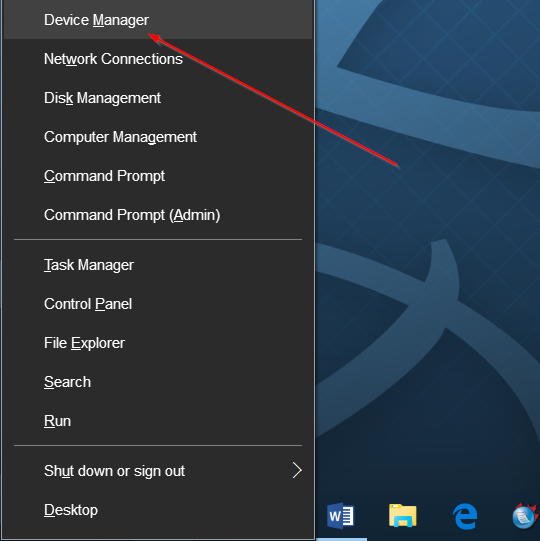 Device Manager
Network Connections
Disk Management
Computer Management
Command Prompt
Command Prompt (Admin)
Task Manager
Control Panel
File Explorer
Search
Run
Shut down or sign out
Desktop